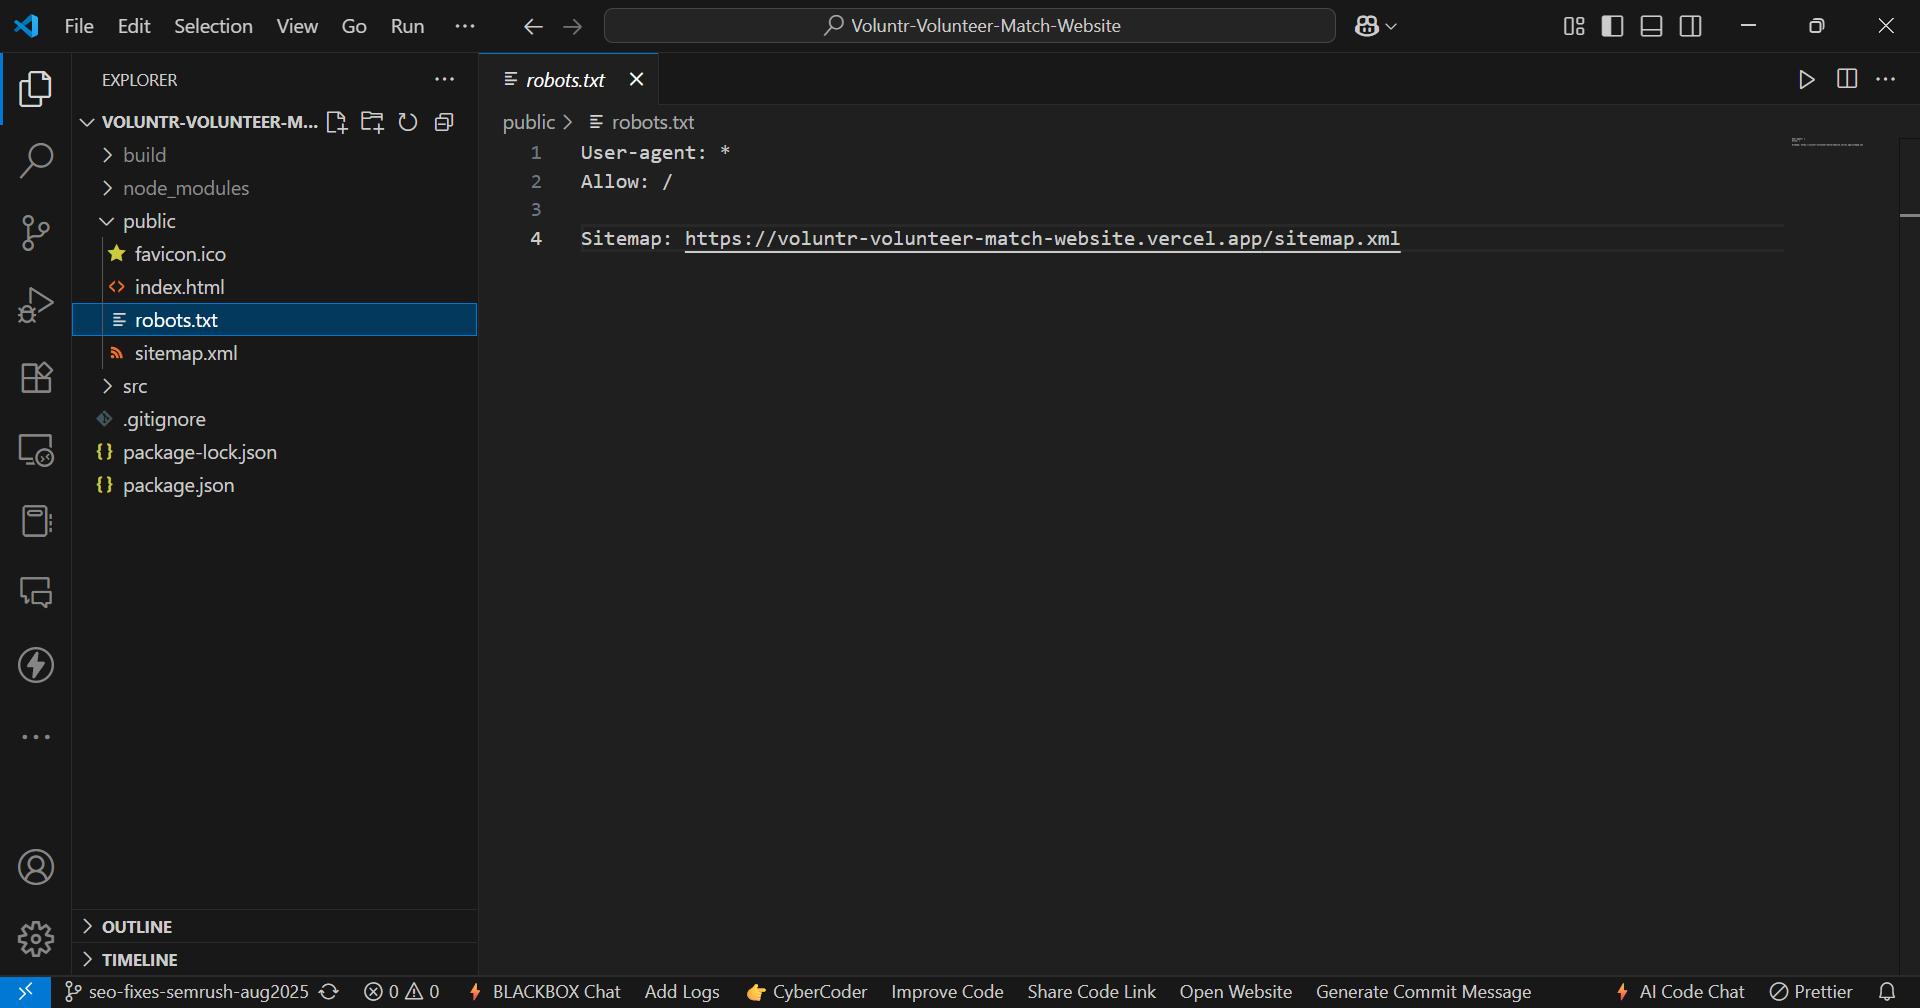 File Edit Selection View Go Run
Voluntr-Volunteer-Match-Website
EXPLORER
VOLUNTR-VOLUNTEER-M...
build
node_modules
public
favicon.ico
index.html
robots.txt
sitemap.xml
src
.gitignore
package-lock.json
package.json
OUTLINE
TIMELINE
robots.txt
public > robots.txt
1 User-agent: *
2 Allow: /
3
4 Sitemap: https://voluntr-volunteer-match-website.vercel.app/sitemap.xml
seo-fixes-semrush-aug2025 0 0 BLACKBOX Chat Add Logs CyberCoder Improve Code Share Code Link Open Website Generate Commit Message AI Code Chat Prettier